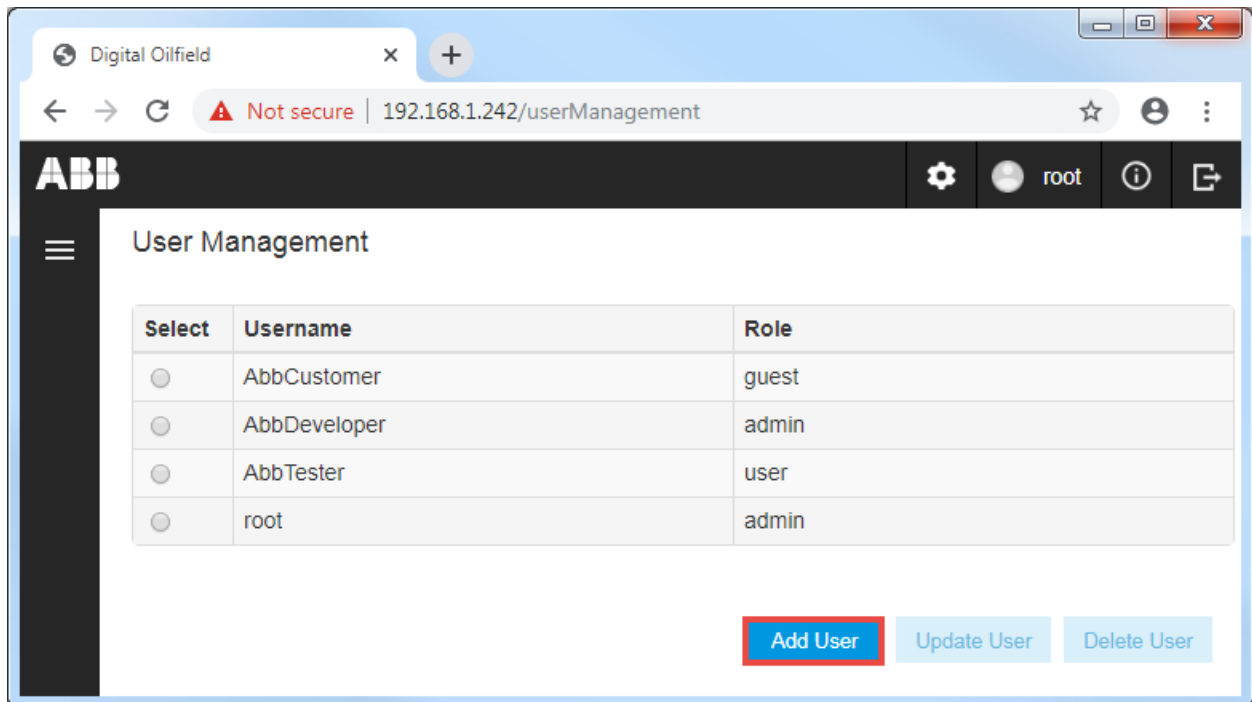 Digital Oilfield
Not secure | 192.168.1.242/userManagement
ABB root
User Management
Select Username Role
AbbCustomer guest
AbbDeveloper admin
AbbTester user
root admin
Add User Update User Delete User